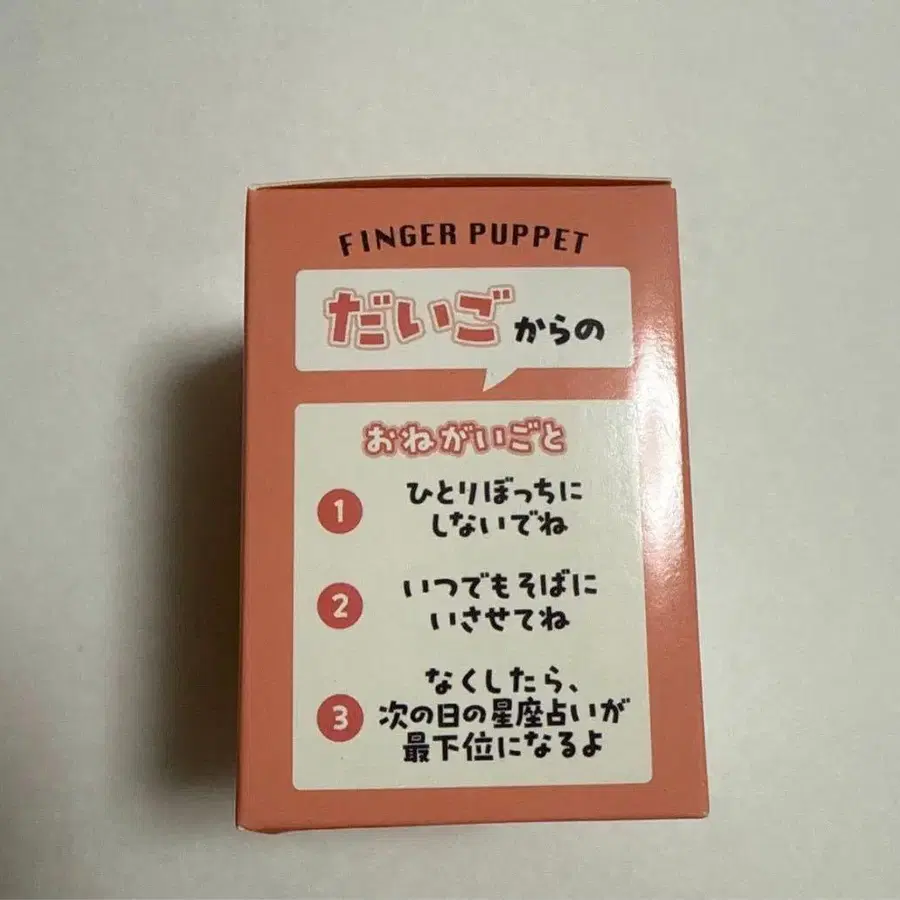 FINGER PUPPET
だいごからの
おねがいごと
1 ひとりぼっちに
しないでね
2 いつでもそばに
いさせてね
3 なくしたら、
次の日の星座占いが
最下位になるよ